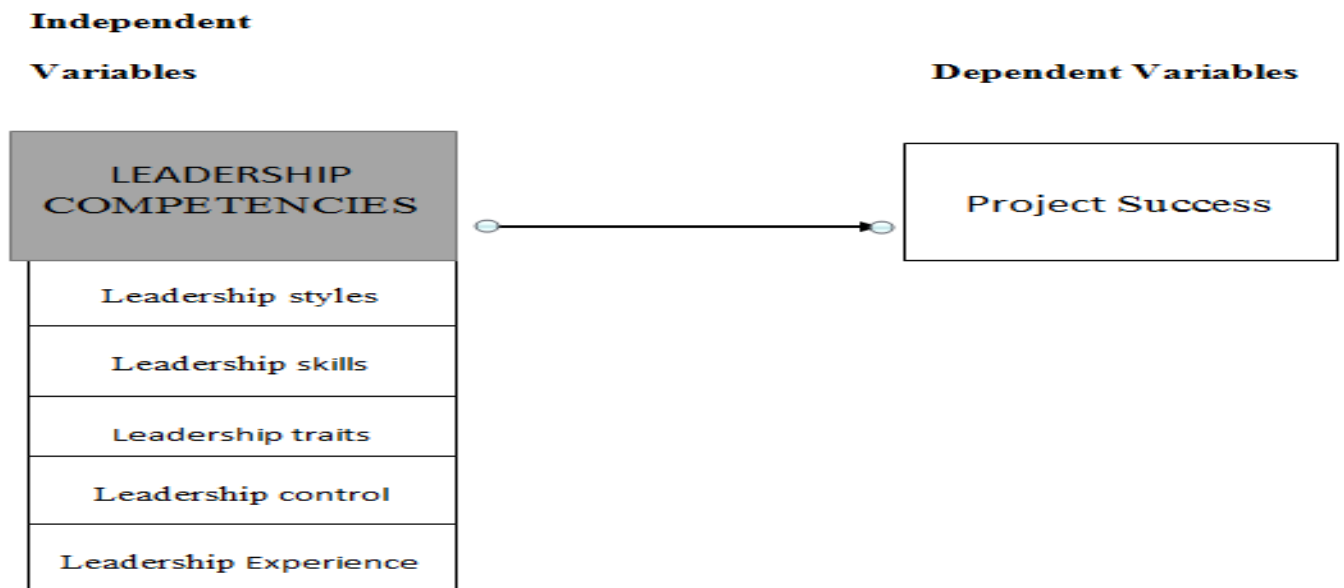 Independent
Variables
Dependent Variables
LEADERSHIP
COMPETENCIES
Project Success
Leadership styles
Leadership skills
Leadership traits
Leadership control
Leadership Experience